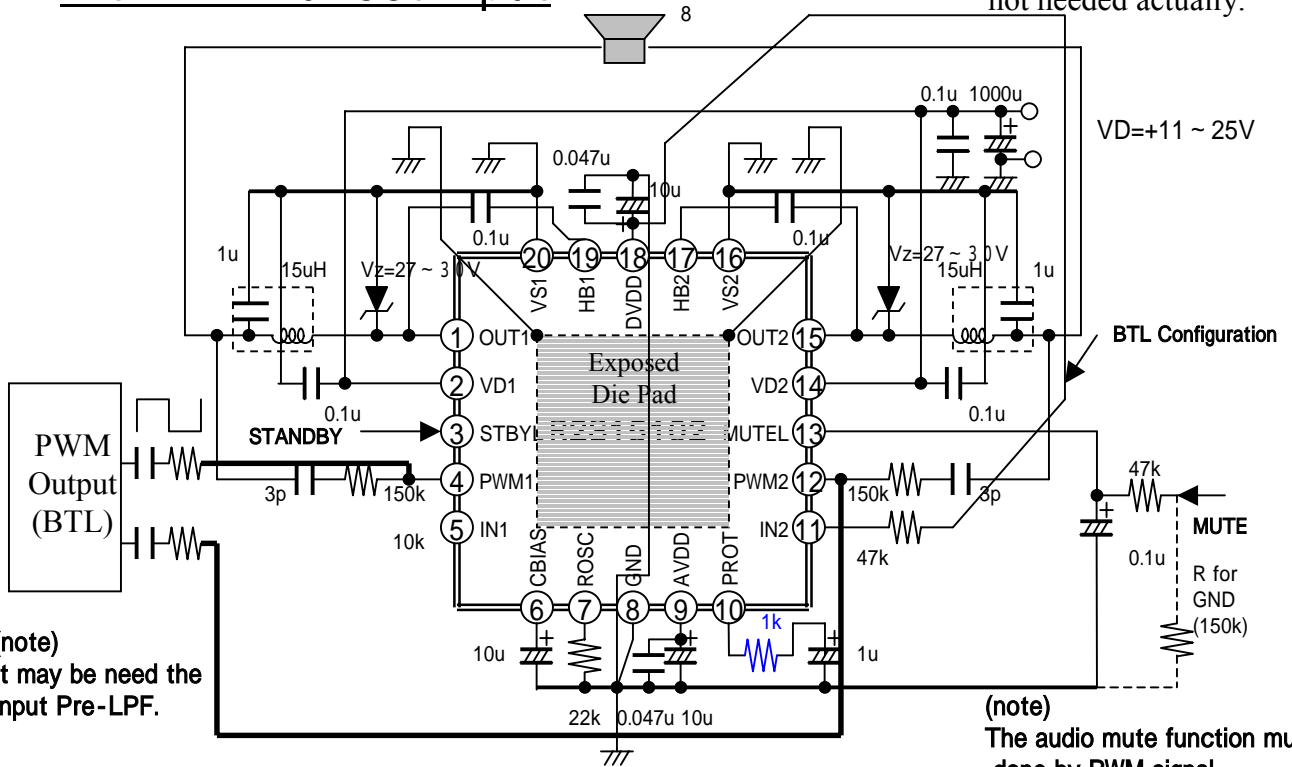 not needed actually.
8
0.1u 1000u
VD=+11 ~ 25V
0.047u
10u
0.1u
0.1u
1u
15uH
Vz=27 ~ 30V
Vz=27 ~ 30V
15uH
1u
20 19 18 17 16
VS1 HB1 DVDD HB2 VS2
1 OUT1
OUT2 15
BTL Configuration
Exposed
Die Pad
2 VD1
VD2 14
0.1u
0.1u
STANDBY
3 STBYL
MUTEL 13
PWM
Output
(BTL)
3p
150k
4 PWM1
PWM2 12
150k
3p
47k
MUTE
10k
5 IN1
IN2 11
47k
0.1u
R for
GND
(150k)
CBIAS ROSC GND AVDD PROT
6 7 8 9 10
10u
1k
1u
22k 0.047u 10u
(note)
t may be need the
nput Pre-LPF.
(note)
The audio mute function mu
done by PWM signal